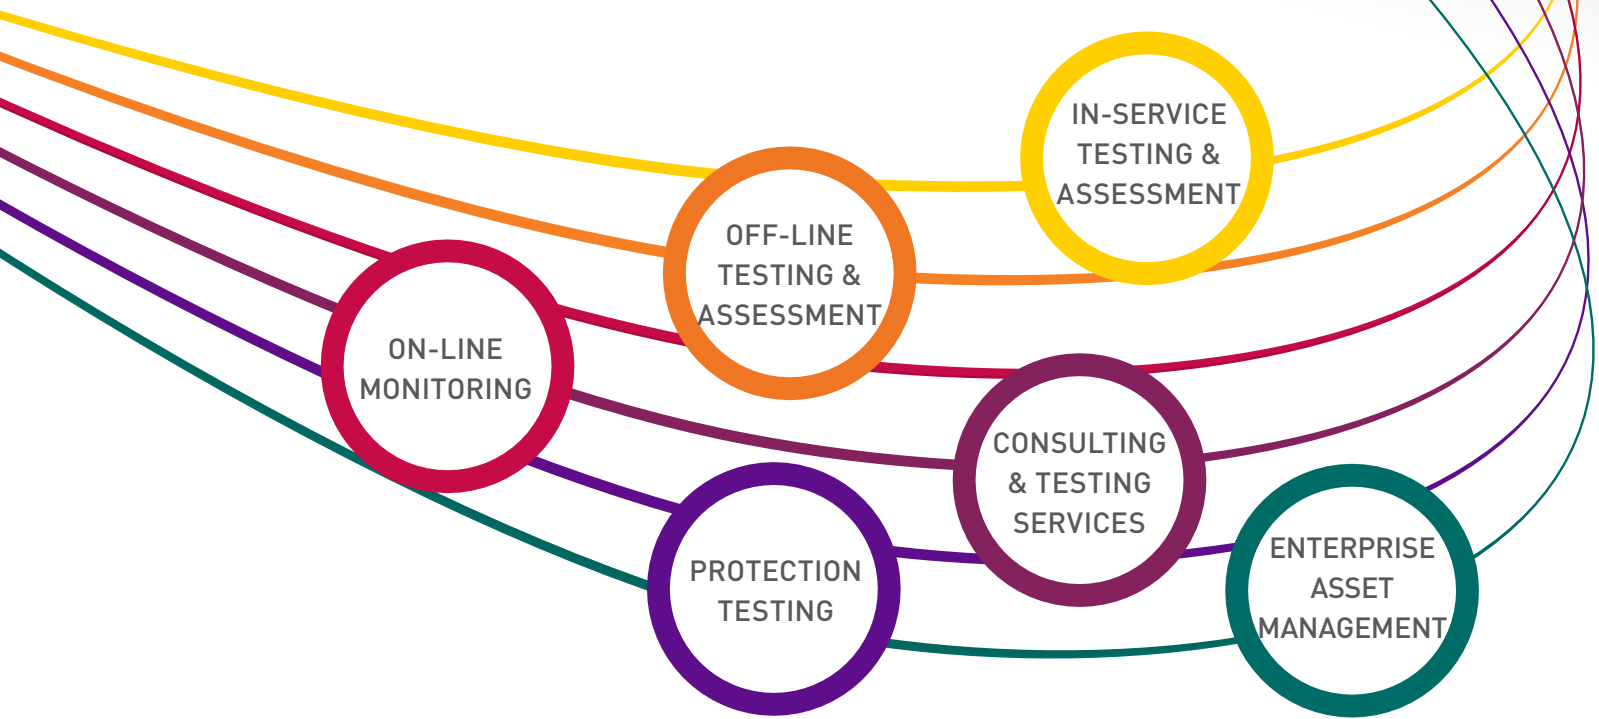 IN-SERVICE
TESTING &
ASSESSMENT
OFF-LINE
TESTING &
ASSESSMENT
ON-LINE
MONITORING
CONSULTING
& TESTING
SERVICES
PROTECTION
TESTING
ENTERPRISE
ASSET
MANAGEMENT